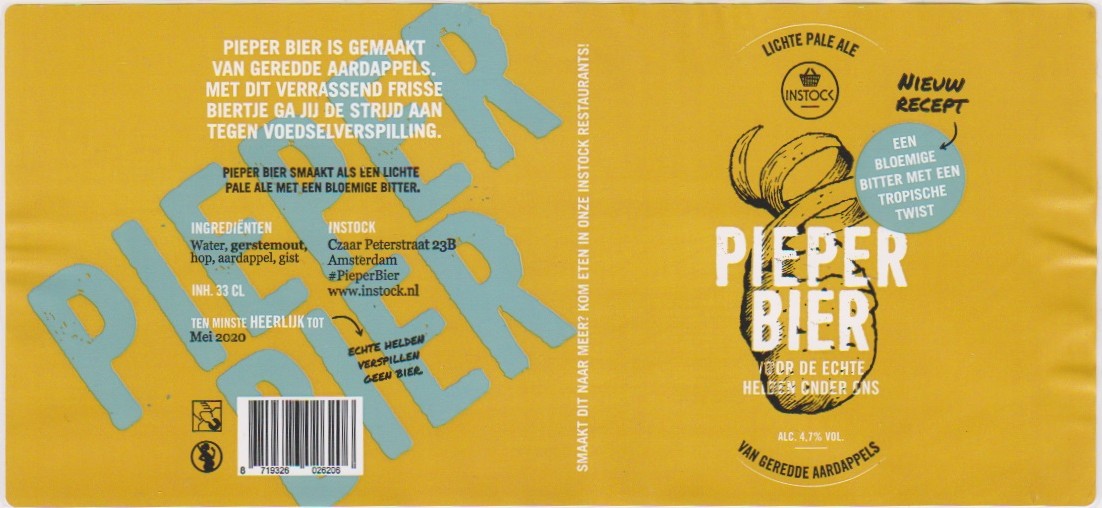 PIEPER BIER IS GEMAAKT
VAN GEREDDE AARDAPPELS.
MET DIT VERRASSEND FRISSE
BIERTJE GA JIJ DE STRIJD AAN
TEGEN VOEDSELVERSPILLING.
PIEPER BIER SMAAKT ALS EEN LICHTE
PALE ALE MET EEN BLOEMIGE BITTER.
PIEPER
BIER
INGREDIËNTEN
Water, gerstemout,
hop, aardappel, gist
INH. 33 CL
TEN MINSTE HEERLIJK TOT
Mei 2020
INSTOCK
Czaar Peterstraat 23B
Amsterdam
#PieperBier
www.instock.nl
ECHTE HELDEN
VERSPILLEN
GEEN BIER.
8 719326 026206
SMAAKT DIT NAAR MEER? KOM ETEN IN ONZE INSTOCK RESTAURANTS!
LICHTE PALE ALE
INSTOCK
NIEUW
RECEPT
EEN
BLOEMIGE
BITTER MET EEN
TROPISCHE
TWIST
PIEPER
BIER
VOOR DE ECHTE
HELDEN ONDER ONS
ALC. 4,7% VOL.
VAN GEREDDE AARDAPPELS